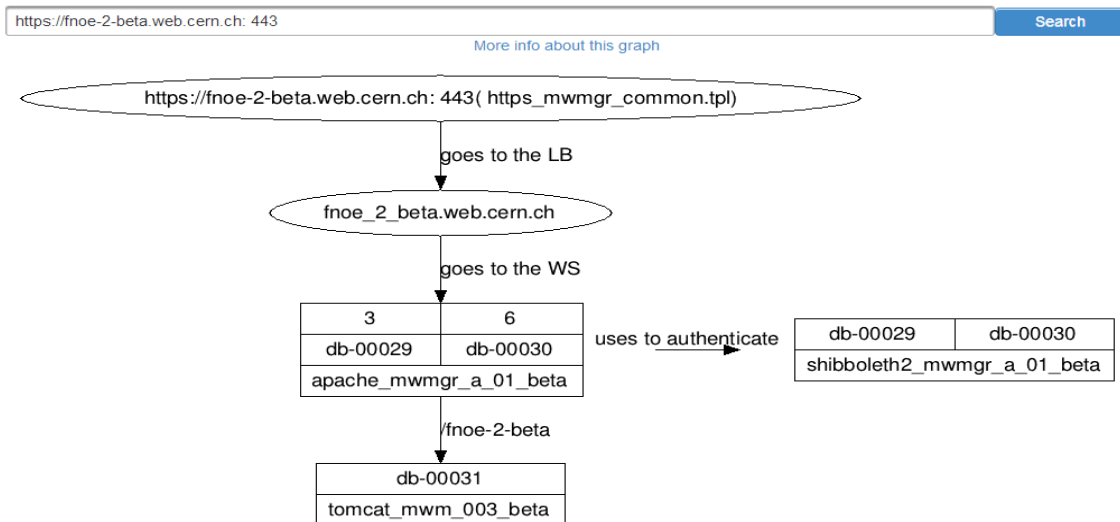 https://fnoe-2-beta.web.cern.ch: 443
Search
More info about this graph
https://fnoe-2-beta.web.cern.ch: 443( https_mwmgr_common.tpl)
goes to the LB
fnoe_2_beta.web.cern.ch
goes to the WS
3 6
db-00029 db-00030
apache_mwmgr_a_01_beta
uses to authenticate
db-00029 db-00030
shibboleth2_mwmgr_a_01_beta
/fnoe-2-beta
db-00031
tomcat_mwm_003_beta